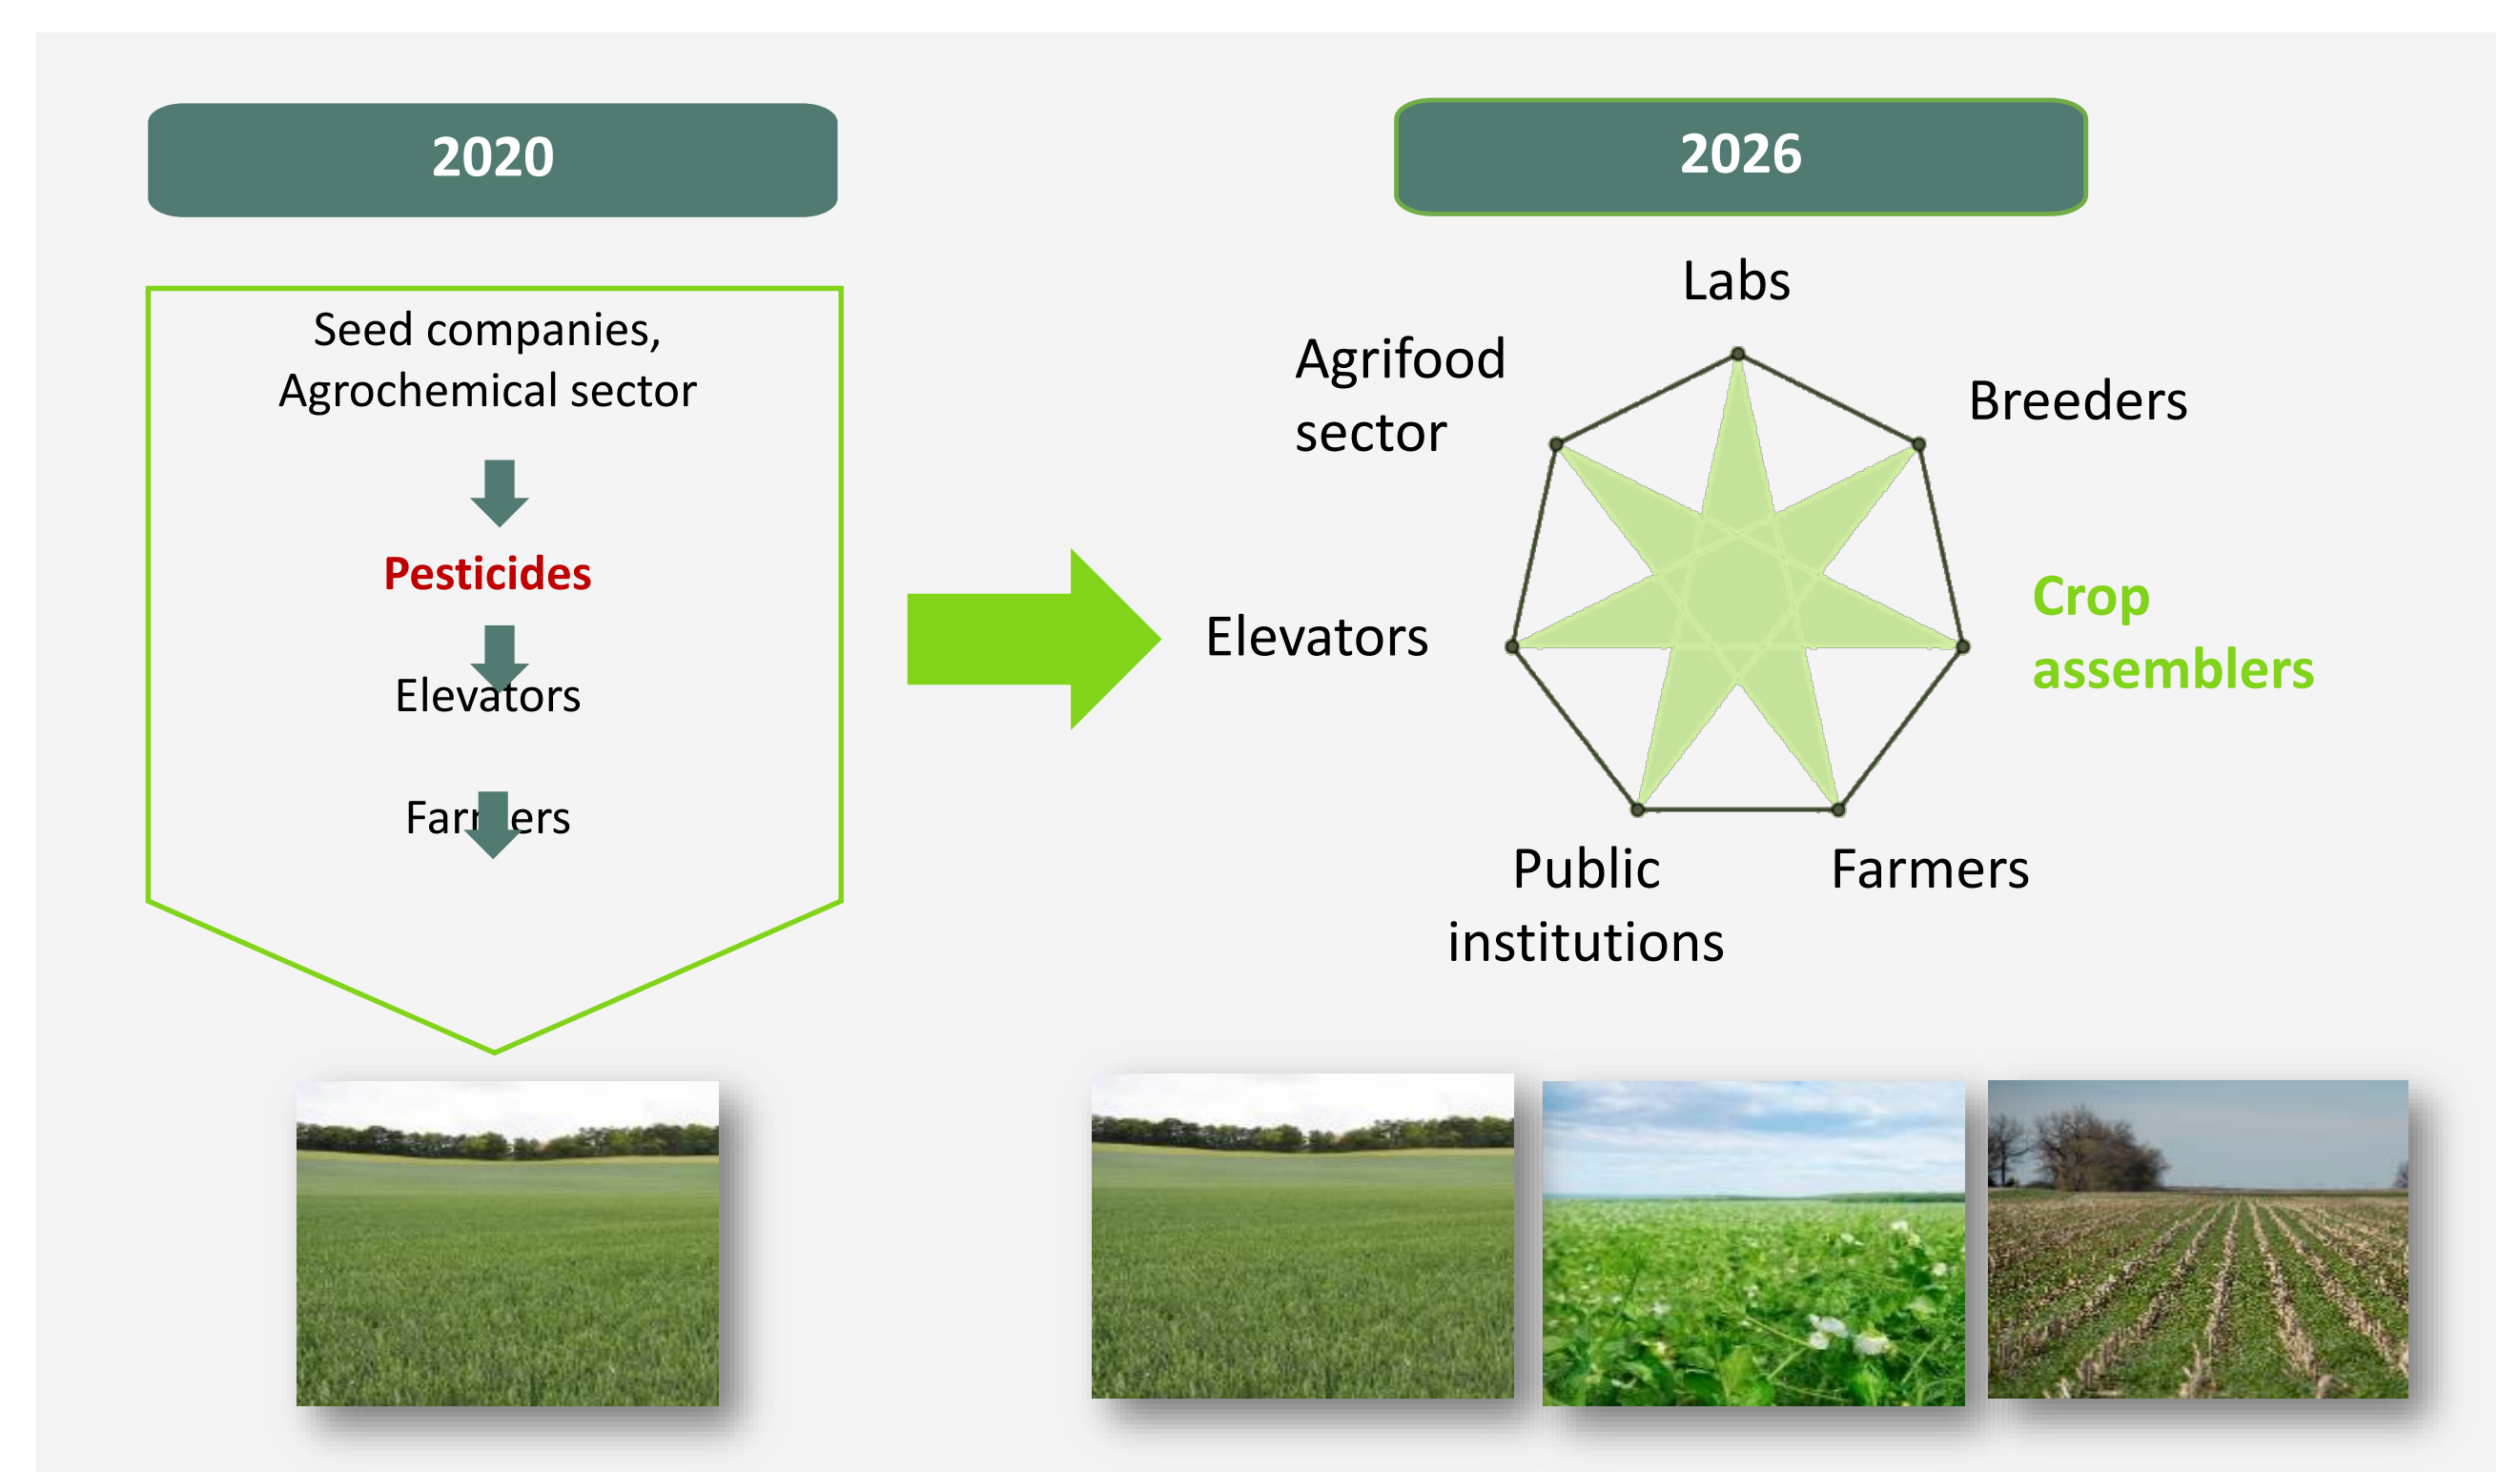 2020
Seed companies,
Agrochemical sector
Pesticides
Elevators
Farmers
2026
Labs
Agrifood
sector
Breeders
Elevators
Crop
assemblers
Public
institutions
Farmers